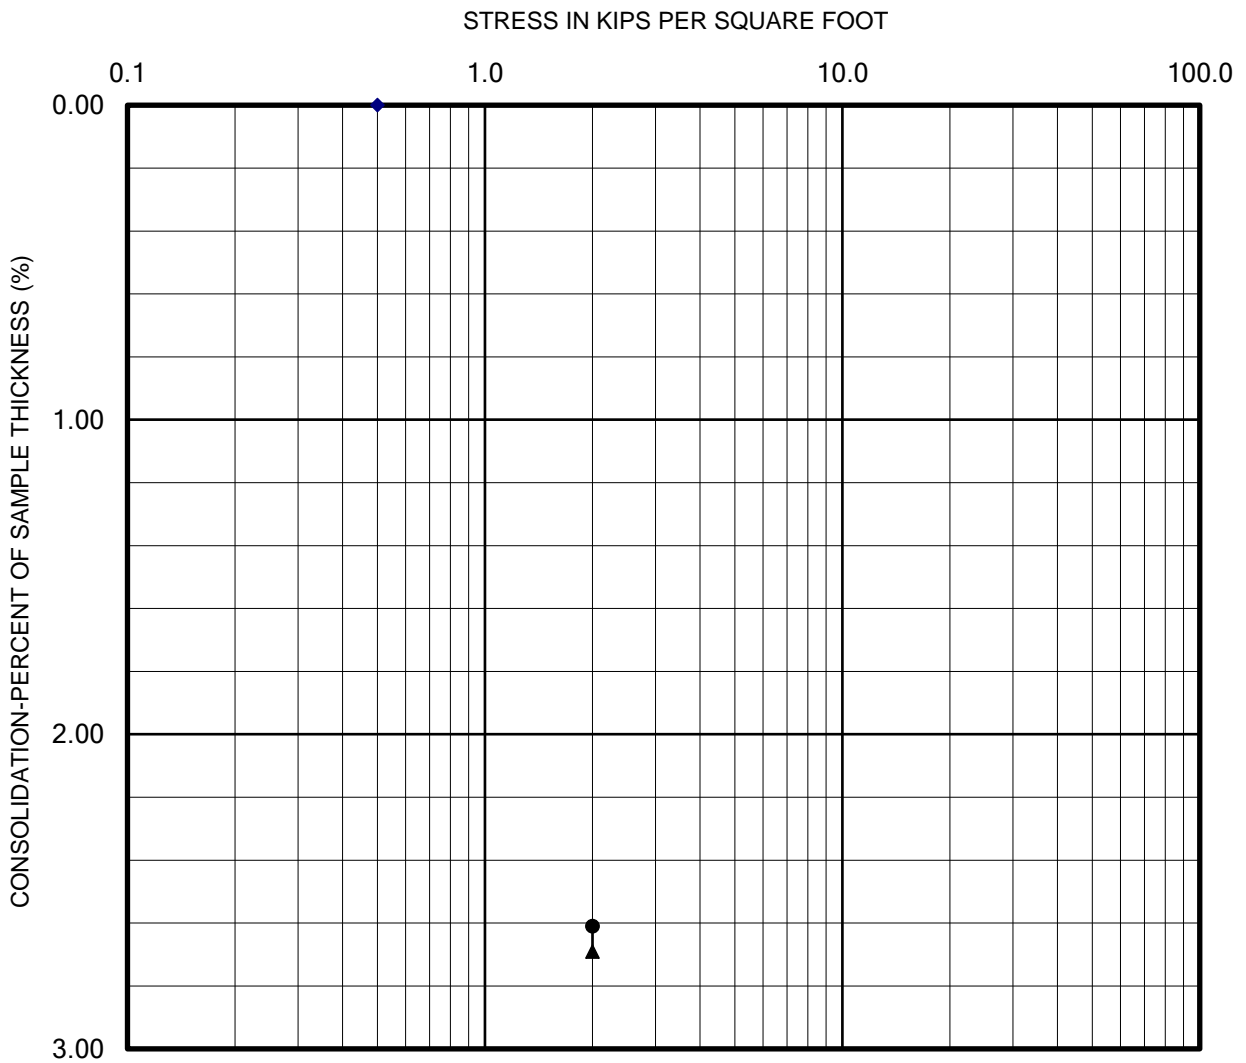 STRESS IN KIPS PER SQUARE FOOT
0.1 1.0 10.0 100.0
0.00
1.00
2.00
3.00
CONSOLIDATION-PERCENT OF SAMPLE THICKNESS (%)